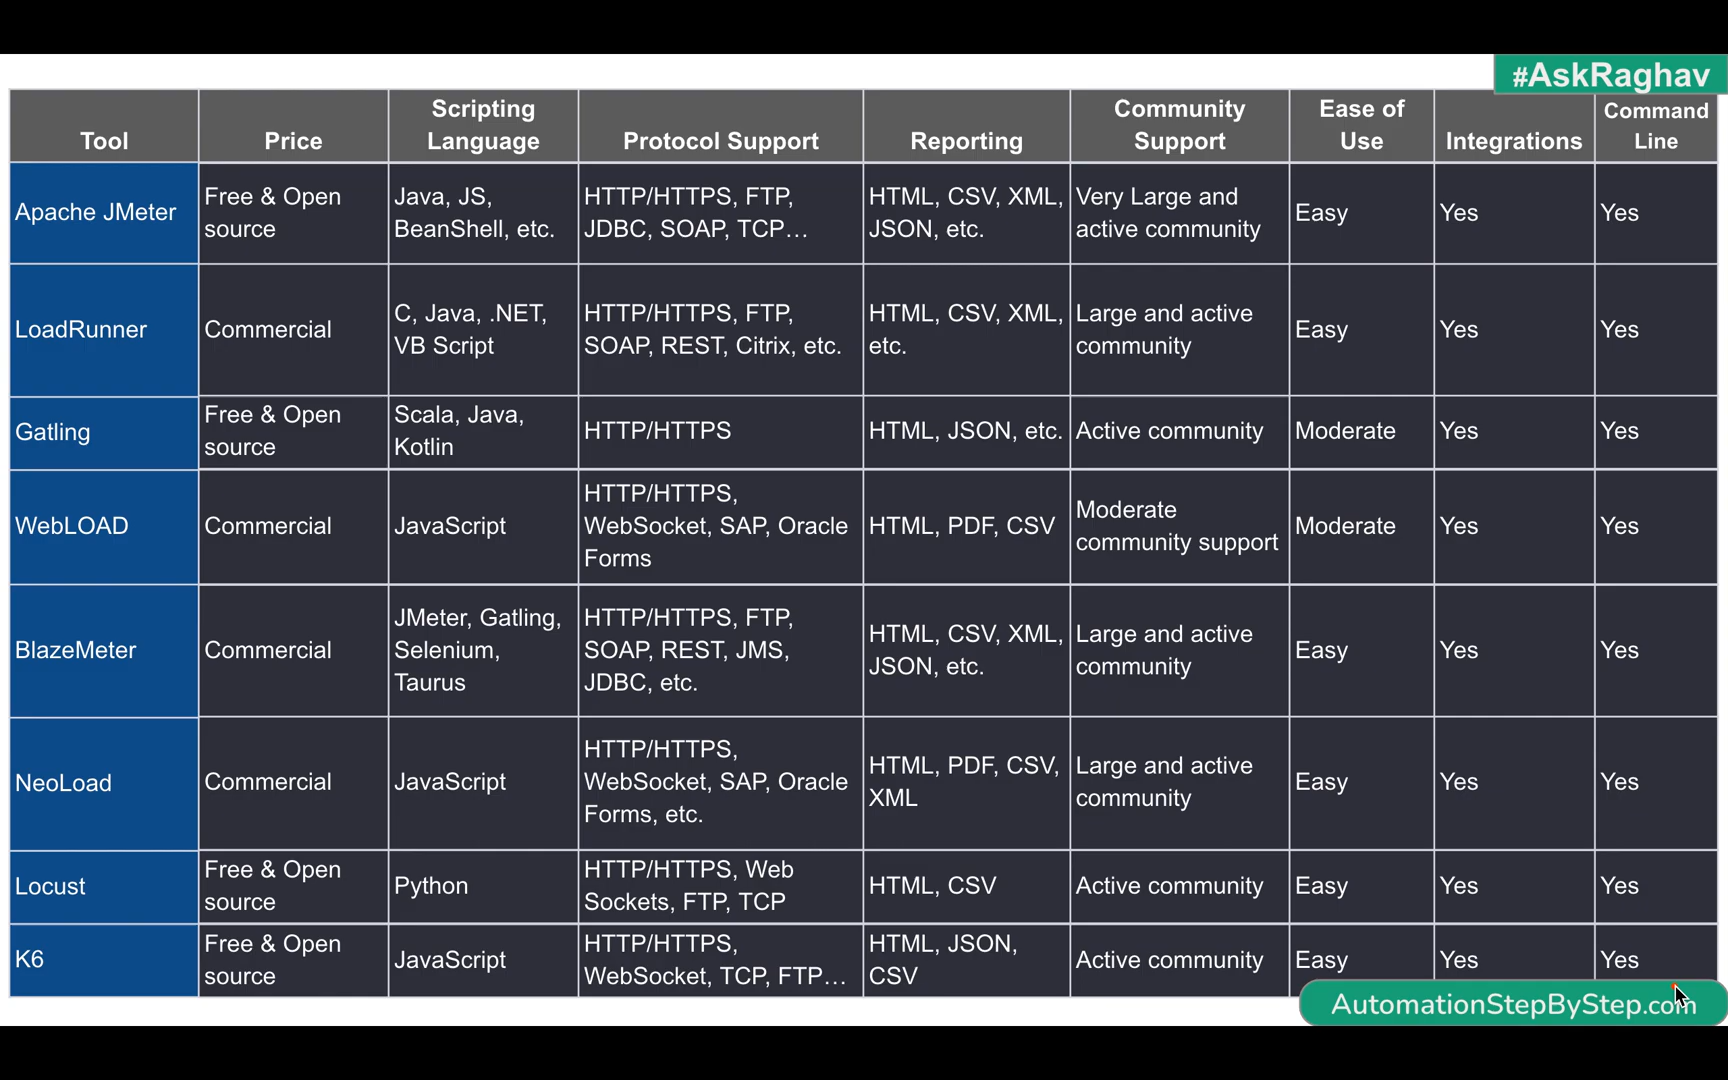 #AskRaghav
Tool
Price
Scripting
Language
Protocol Support
Reporting
Community
Support
Ease of
Use
Integrations
Command
Line
Apache JMeter
Free & Open
source
Java, JS,
BeanShell, etc.
HTTP/HTTPS, FTP,
JDBC, SOAP, TCP…
HTML, CSV, XML,
JSON, etc.
Very Large and
active community
Easy
Yes
Yes
LoadRunner
Commercial
C, Java, .NET,
VB Script
HTTP/HTTPS, FTP,
SOAP, REST, Citrix, etc.
HTML, CSV, XML,
etc.
Large and active
community
Easy
Yes
Yes
Gatling
Free & Open
source
Scala, Java,
Kotlin
HTTP/HTTPS
HTML, JSON, etc.
Active community
Moderate
Yes
Yes
WebLOAD
Commercial
JavaScript
HTTP/HTTPS,
WebSocket, SAP, Oracle
Forms
HTML, PDF, CSV
Moderate
community support
Moderate
Yes
Yes
BlazeMeter
Commercial
JMeter, Gatling,
Selenium,
Taurus
HTTP/HTTPS, FTP,
SOAP, REST, JMS,
JDBC, etc.
HTML, CSV, XML,
JSON, etc.
Large and active
community
Easy
Yes
Yes
NeoLoad
Commercial
JavaScript
HTTP/HTTPS,
WebSocket, SAP, Oracle
Forms, etc.
HTML, PDF, CSV,
XML
Large and active
community
Easy
Yes
Yes
Locust
Free & Open
source
Python
HTTP/HTTPS, Web
Sockets, FTP, TCP
HTML, CSV
Active community
Easy
Yes
Yes
K6
Free & Open
source
JavaScript
HTTP/HTTPS,
WebSocket, TCP, FTP…
HTML, JSON,
CSV
Active community
Easy
Yes
Yes
AutomationStepByStep.com